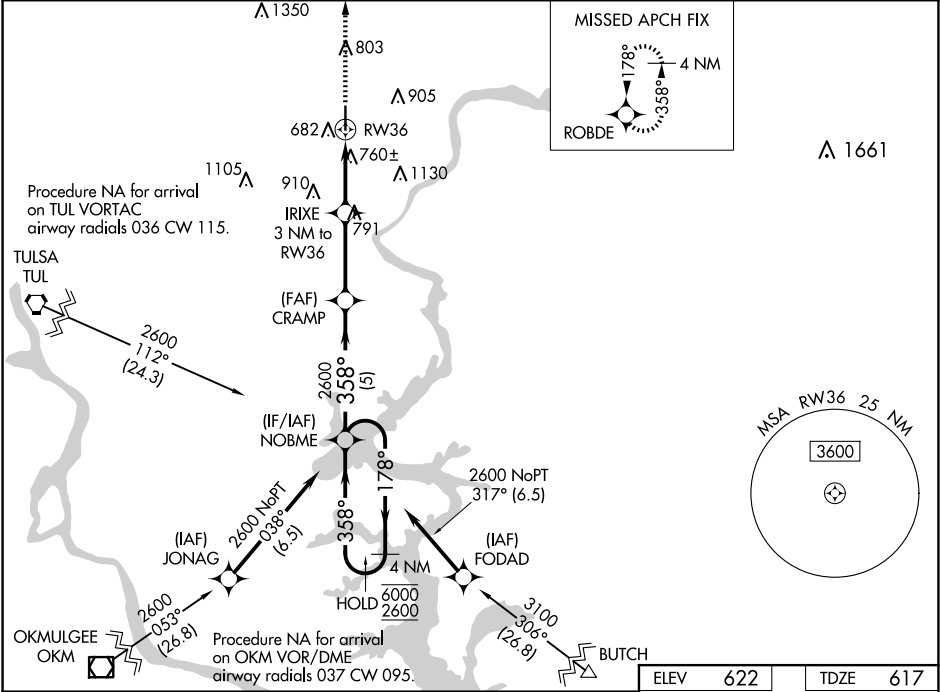 1350
803
905
682
RW36
760±
1130
1105
910
791
1661
MISSED APCH FIX
178°
4 NM
358°
ROBDE
Procedure NA for arrival
on TUL VORTAC
airway radials 036 CW 115.
IRIXE
3 NM to
RW36
TULSA
TUL
2600
112°
(24.3)
(FAF)
CRAMP
2600
358°
(5)
(IF/IAF)
NOBME
178°
358°
4 NM
HOLD
6000
2600
2600 NoPT
038°
(6.5)
(IAF)
JONAG
2600 NoPT
317° (6.5)
(IAF)
FODAD
MSA RW36 25 NM
3600
2600
053°
(26.8)
OKMULGEE
OKM
Procedure NA for arrival
on OKM VOR/DME
airway radials 037 CW 095.
3100
306°
(26.8)
BUTCH
ELEV 622
TDZE 617